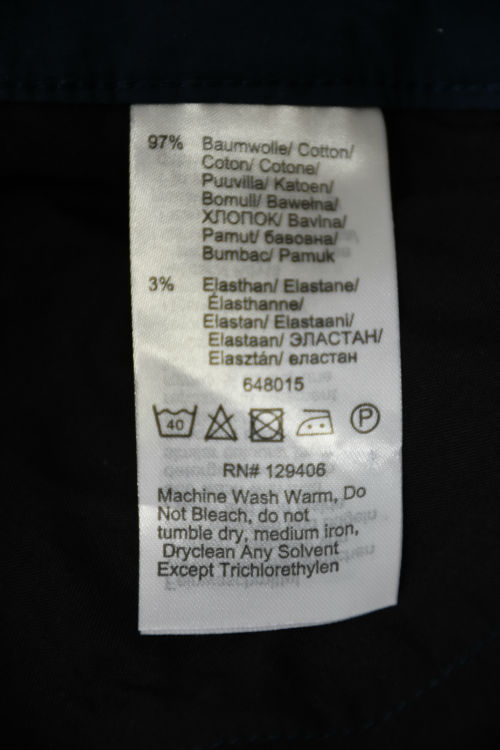 97% Baumwolle/ Cotton/
Coton/ Cotone/
Puuvilla/ Katoen/
Bomull/ Bawełna/
ХЛОПОК/ Bavlna/
Pamut/ бавовна/
Bumbac/ Pamuk
3% Elasthan/ Elastane/
Élasthanne/
Elastan/ Elastaani/
Elastaan/ ЭЛАСТАН/
Elasztán/ еластан
648015
40 P
RN# 129406
Machine Wash Warm, Do
Not Bleach, do not
tumble dry, medium iron,
Dryclean Any Solvent
Except Trichlorethylen